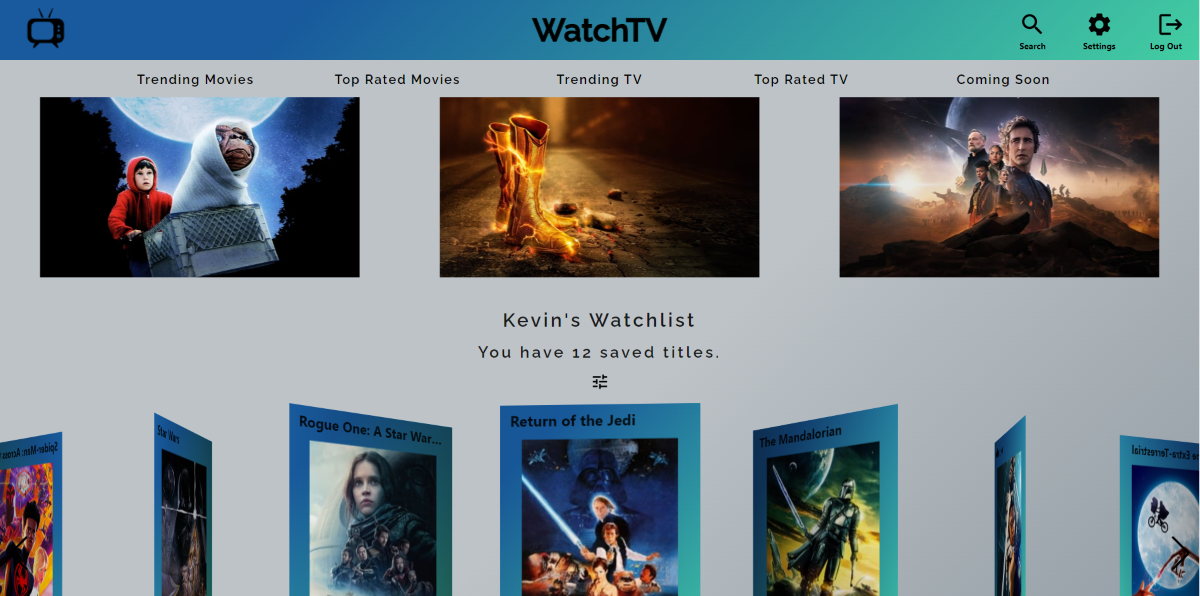 WatchTV
Search
Settings
Log Out
Trending Movies
Top Rated Movies
Trending TV
Top Rated TV
Coming Soon
Kevin's Watchlist
You have 12 saved titles.
Spider-Man: Across
Star Wars
Rogue One: A Star War...
Return of the Jedi
The Mandalorian
Extra-Terrestrial